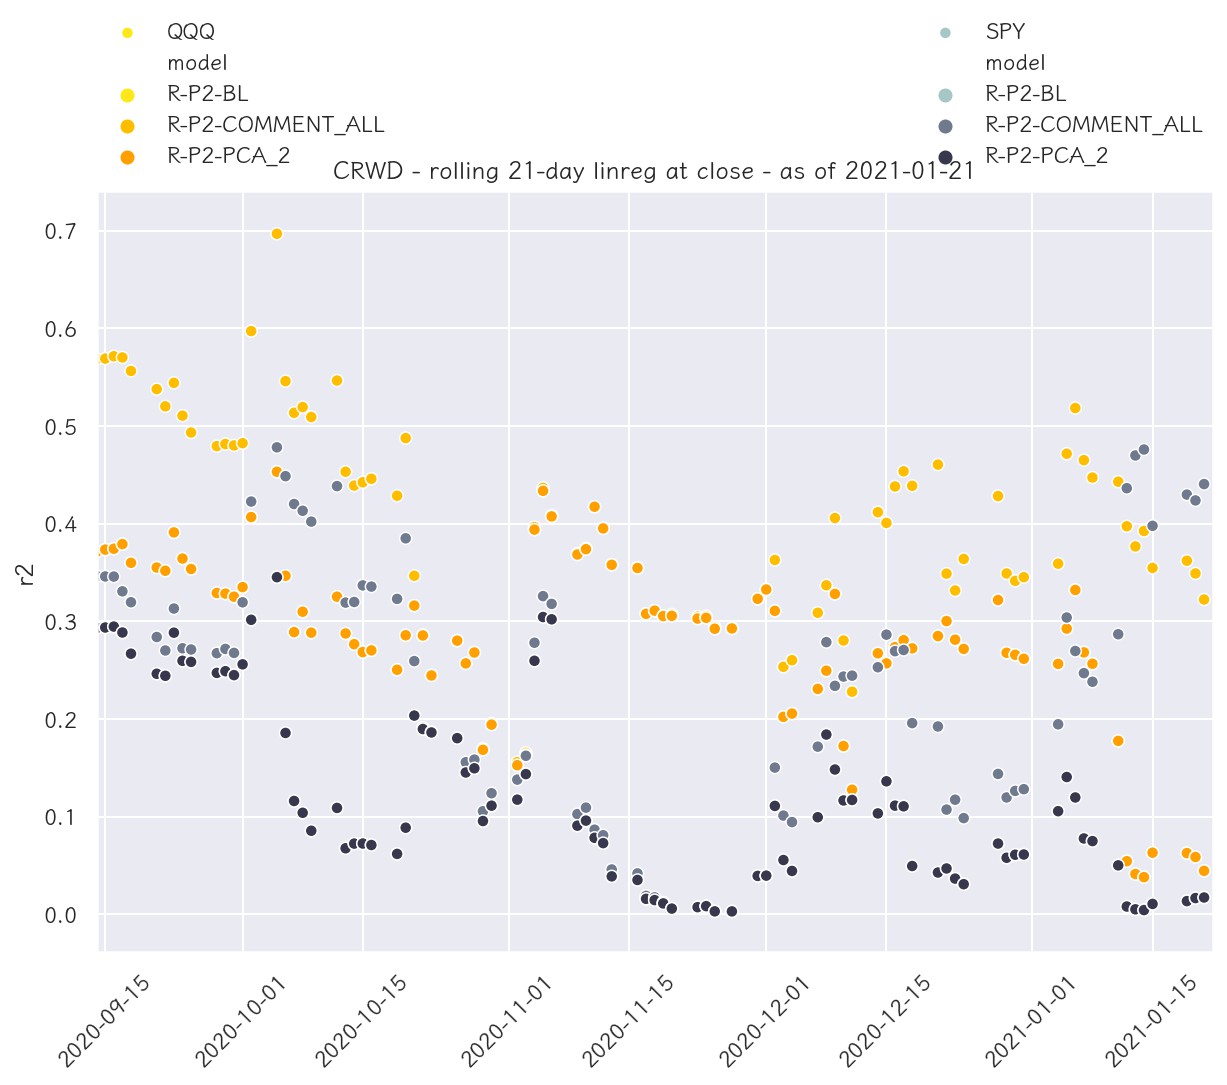 QQQ
model
R-P2-BL
R-P2-COMMENT_ALL
R-P2-PCA_2
SPY
model
R-P2-BL
R-P2-COMMENT_ALL
R-P2-PCA_2
CRWD - rolling 21-day linreg at close - as of 2021-01-21
r2
0.7
0.6
0.5
0.4
0.3
0.2
0.1
0.0
2020-09-15
2020-10-01
2020-10-15
2020-11-01
2020-11-15
2020-12-01
2020-12-15
2021-01-01
2021-01-15